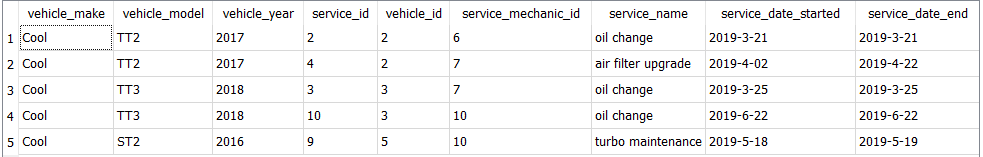 vehicle_make vehicle_model vehicle_year service_id vehicle_id service_mechanic_id service_name service_date_started service_date_end
1 Cool TT2 2017 2 2 6 oil change 2019-3-21 2019-3-21
2 Cool TT2 2017 4 2 7 air filter upgrade 2019-4-02 2019-4-22
3 Cool TT3 2018 3 3 7 oil change 2019-3-25 2019-3-25
4 Cool TT3 2018 10 3 10 oil change 2019-6-22 2019-6-22
5 Cool ST2 2016 9 5 10 turbo maintenance 2019-5-18 2019-5-19